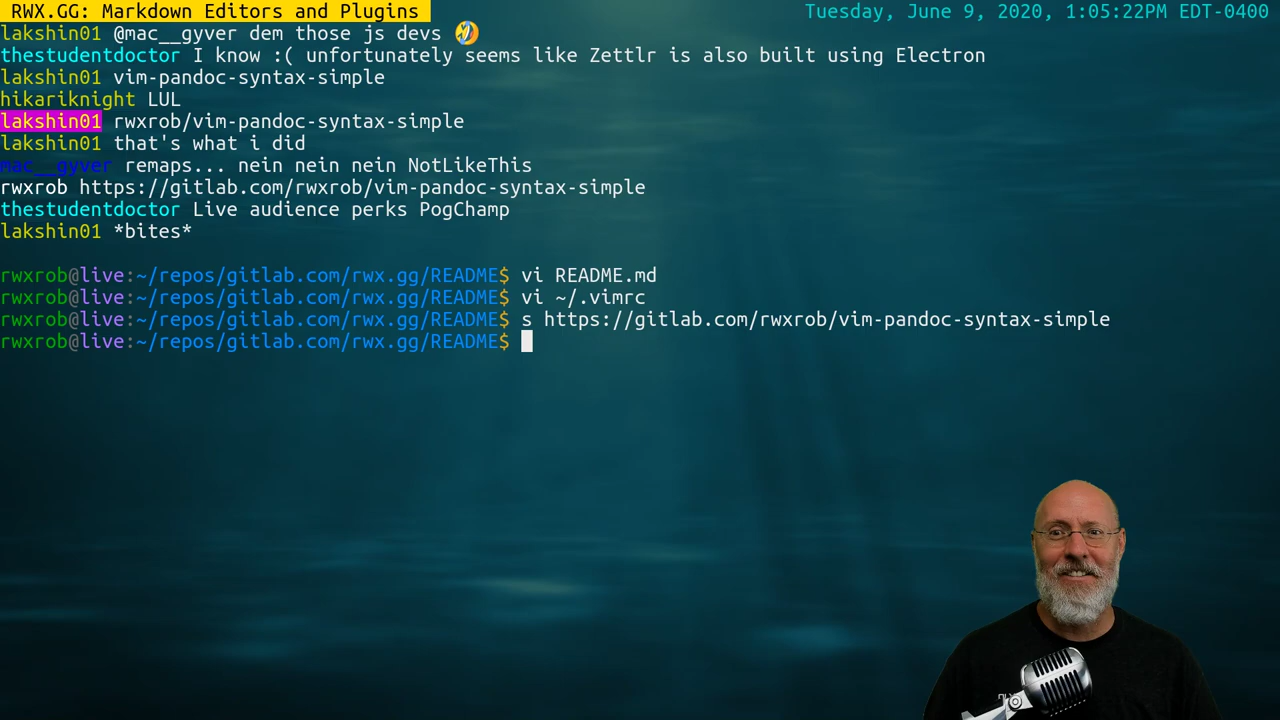 RWX.GG: Markdown Editors and Plugins
Tuesday, June 9, 2020, 1:05:22PM EDT-0400
lakshin01 @mac__gyver dem those js devs 🤣
thestudentdoctor I know :( unfortunately seems like Zettlr is also built using Electron
lakshin01 vim-pandoc-syntax-simple
hikariknight LUL
lakshin01 rwxrob/vim-pandoc-syntax-simple
lakshin01 that's what i did
mac__gyver remaps... nein nein nein NotLikeThis
rwxrob https://gitlab.com/rwxrob/vim-pandoc-syntax-simple
thestudentdoctor Live audience perks PogChamp
lakshin01 *bites*
rwxrob@live:~/repos/gitlab.com/rwx.gg/README$ vi README.md
rwxrob@live:~/repos/gitlab.com/rwx.gg/README$ vi ~/.vimrc
rwxrob@live:~/repos/gitlab.com/rwx.gg/README$ s https://gitlab.com/rwxrob/vim-pandoc-syntax-simple
rwxrob@live:~/repos/gitlab.com/rwx.gg/README$